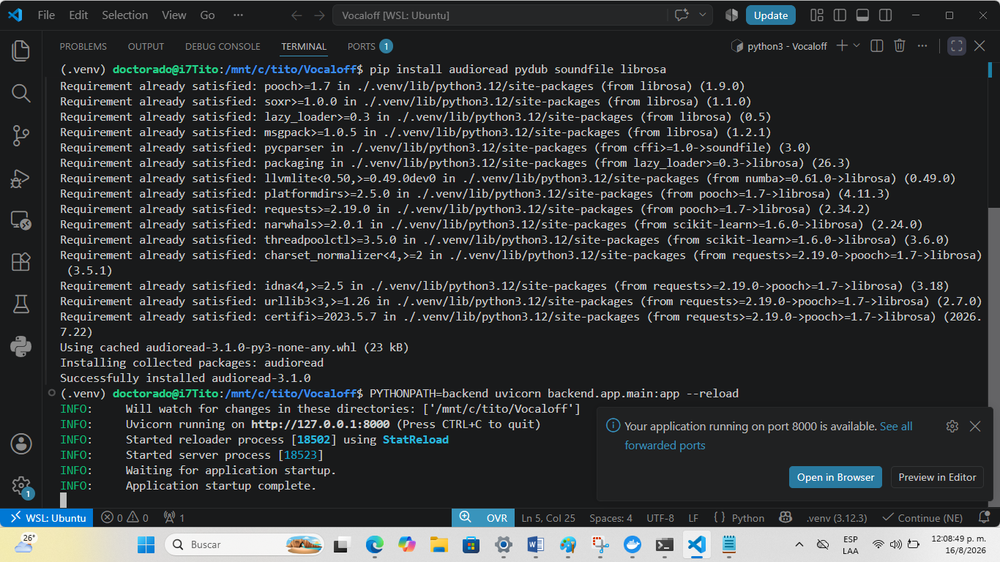 File Edit Selection View Go ···
Vocaloff [WSL: Ubuntu]
Update
PROBLEMS OUTPUT DEBUG CONSOLE TERMINAL PORTS 1
python3 - Vocaloff
(.venv) doctorado@i7Tito:/mnt/c/tito/Vocaloff$ pip install audioread pydub soundfile librosa
Requirement already satisfied: pooch>=1.7 in ./.venv/lib/python3.12/site-packages (from librosa) (1.9.0)
Requirement already satisfied: soxr>=1.0.0 in ./.venv/lib/python3.12/site-packages (from librosa) (1.1.0)
Requirement already satisfied: lazy_loader>=0.3 in ./.venv/lib/python3.12/site-packages (from librosa) (0.5)
Requirement already satisfied: msgpack>=1.0.5 in ./.venv/lib/python3.12/site-packages (from librosa) (1.2.1)
Requirement already satisfied: pycparser in ./.venv/lib/python3.12/site-packages (from cffi>=1.0->soundfile) (3.0)
Requirement already satisfied: packaging in ./.venv/lib/python3.12/site-packages (from lazy_loader>=0.3->librosa) (26.3)
Requirement already satisfied: llvmlite<0.50,>=0.49.0dev0 in ./.venv/lib/python3.12/site-packages (from numba>=0.61.0->librosa) (0.49.0)
Requirement already satisfied: platformdirs>=2.5.0 in ./.venv/lib/python3.12/site-packages (from pooch>=1.7->librosa) (4.11.3)
Requirement already satisfied: requests>=2.19.0 in ./.venv/lib/python3.12/site-packages (from pooch>=1.7->librosa) (2.34.2)
Requirement already satisfied: narwhals>=2.0.1 in ./.venv/lib/python3.12/site-packages (from scikit-learn>=1.6.0->librosa) (2.24.0)
Requirement already satisfied: threadpoolctl>=3.5.0 in ./.venv/lib/python3.12/site-packages (from scikit-learn>=1.6.0->librosa) (3.6.0)
Requirement already satisfied: charset_normalizer<4,>=2 in ./.venv/lib/python3.12/site-packages (from requests>=2.19.0->pooch>=1.7->librosa)
(3.5.1)
Requirement already satisfied: idna<4,>=2.5 in ./.venv/lib/python3.12/site-packages (from requests>=2.19.0->pooch>=1.7->librosa) (3.18)
Requirement already satisfied: urllib3<3,>=1.26 in ./.venv/lib/python3.12/site-packages (from requests>=2.19.0->pooch>=1.7->librosa) (2.7.0)
Requirement already satisfied: certifi>=2023.5.7 in ./.venv/lib/python3.12/site-packages (from requests>=2.19.0->pooch>=1.7->librosa) (2026.
7.22)
Using cached audioread-3.1.0-py3-none-any.whl (23 kB)
Installing collected packages: audioread
Successfully installed audioread-3.1.0
(.venv) doctorado@i7Tito:/mnt/c/tito/Vocaloff$ PYTHONPATH=backend uvicorn backend.app.main:app --reload
INFO: Will watch for changes in these directories: ['/mnt/c/tito/Vocaloff']
INFO: Uvicorn running on http://127.0.0.1:8000 (Press CTRL+C to quit)
INFO: Started reloader process [18502] using StatReload
INFO: Started server process [18523]
INFO: Waiting for application startup.
INFO: Application startup complete.
Your application running on port 8000 is available. See all
forwarded ports
Open in Browser Preview in Editor
1
WSL: Ubuntu 0 0 1 OVR Ln 5, Col 25 Spaces: 4 UTF-8 LF { } Python .venv (3.12.3) Continue (NE)
26°
Buscar
ESP
LAA
12:08:49 p. m.
16/8/2026